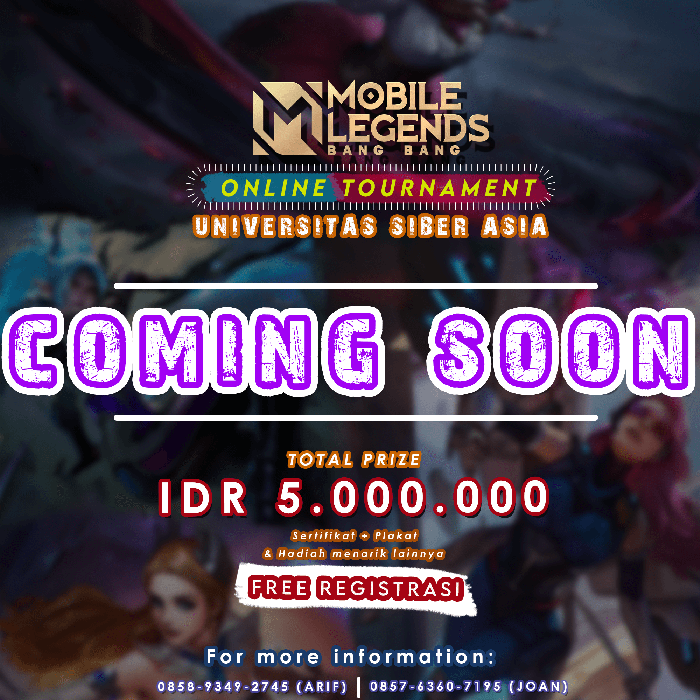 MOBILE
LEGENDS
BANG BANG
ONLINE TOURNAMENT
UNIVERSITAS SIBER ASIA
COMING SOON
TOTAL PRIZE
IDR 5.000.000
Sertifikat + Plakat
& Hadiah menarik lainnya
FREE REGISTRASI
For more information:
0858-9349-2745 (ARIF) | 0857-6360-7195 (JOAN)